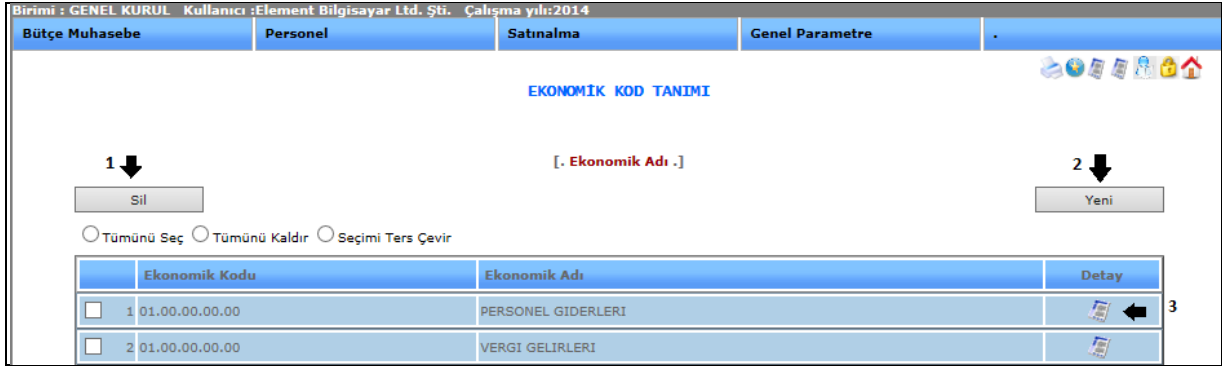 Birimi : GENEL KURUL Kullanıcı :Element Bilgisayar Ltd. Şti. Çalışma yılı:2014
Bütçe Muhasebe Personel Satınalma Genel Parametre .
EKONOMİK KOD TANIMI
1 [. Ekonomik Adı .] 2
Sil Yeni
Tümünü Seç Tümünü Kaldır Seçimi Ters Çevir
Ekonomik Kodu Ekonomik Adı Detay
1 01.00.00.00.00 PERSONEL GIDERLERI 3
2 01.00.00.00.00 VERGI GELIRLERI